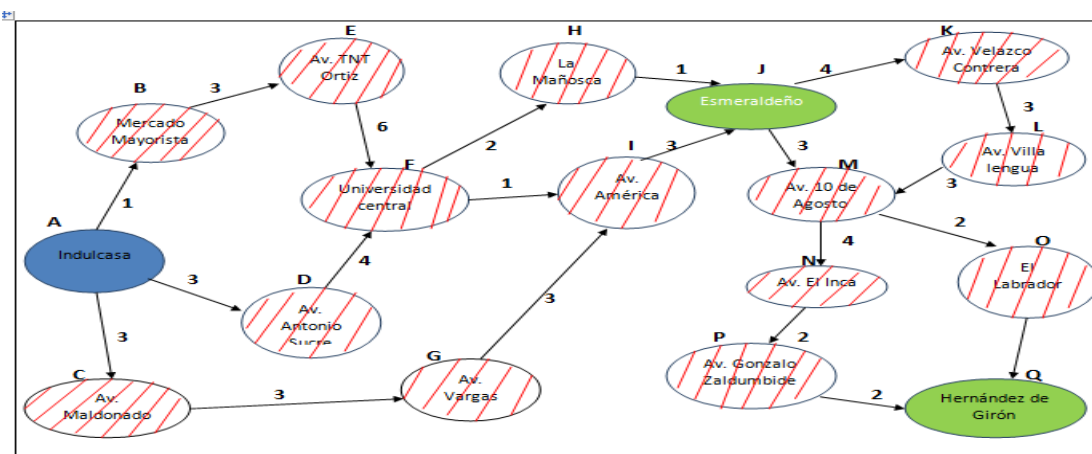 E
Av. TNT
Ortiz
3
B
Mercado
Mayorista
6
1
A
Indulcasa
3
D
Av.
Antonio
Sucre
4
3
C
Av.
Maldonado
3
G
Av.
Vargas
3
F
Universidad
central
2
1
H
La
Mañosca
1
I
Av.
América
3
J
Esmeraldeño
4
K
Av. Velazco
Contrera
3
L
Av. Villa
lengua
3
3
M
Av. 10 de
Agosto
2
4
N
Av. El Inca
2
O
El
Labrador
P
Av. Gonzalo
Zaldumbide
2
Q
Hernández de
Girón